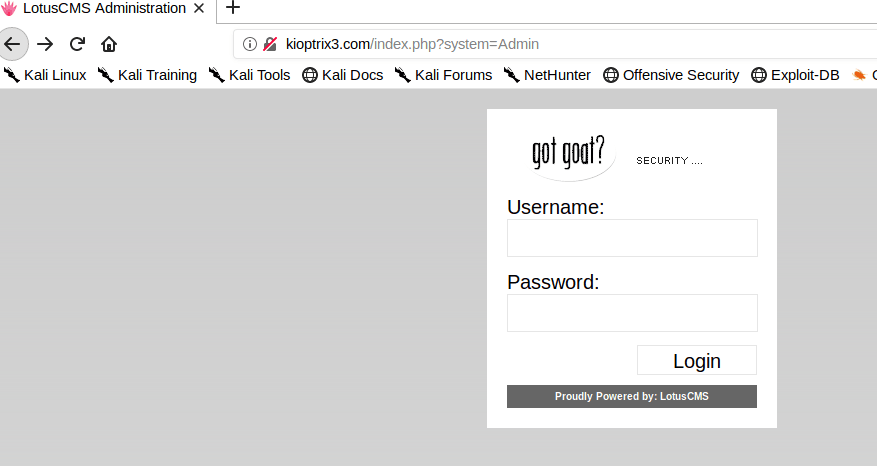 LotusCMS Administration
kioptrix3.com/index.php?system=Admin
Kali Linux Kali Training Kali Tools Kali Docs Kali Forums NetHunter Offensive Security Exploit-DB
got goat? SECURITY ....
Username:
Password:
Login
Proudly Powered by: LotusCMS